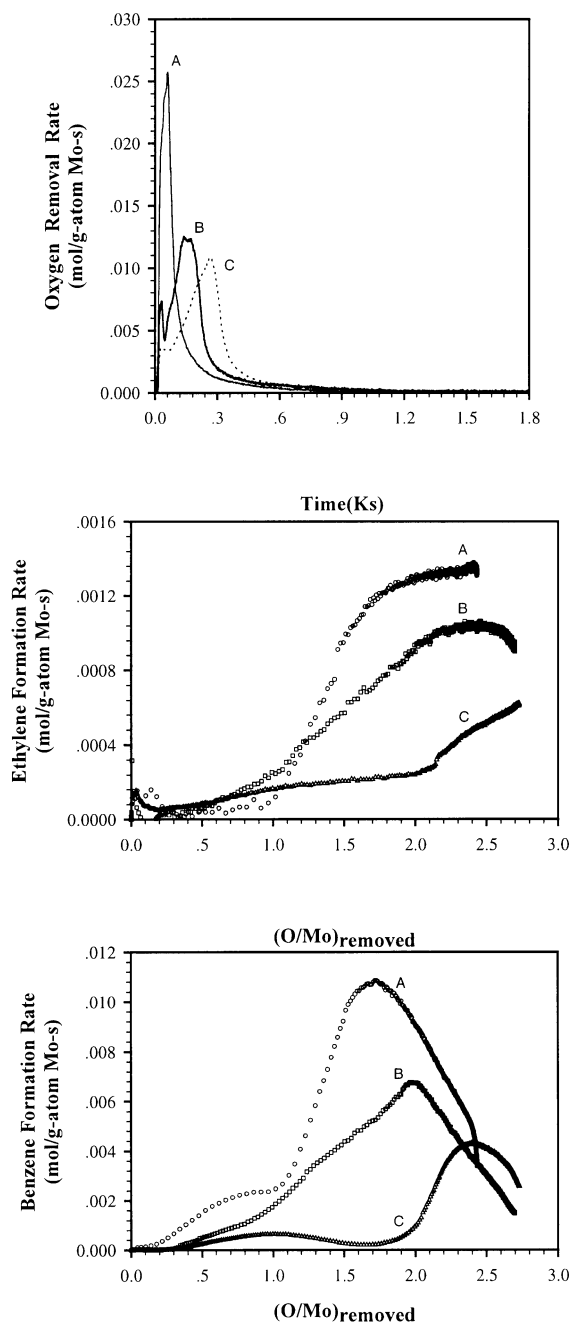 Oxygen Removal Rate
(mol/g-atom Mo-s)
.030
.025
.020
.015
.010
.005
0.000
A
B
C
0.0 .3 .6 .9 1.2 1.5 1.8
Time(Ks)
Ethylene Formation Rate
(mol/g-atom Mo-s)
.0016
.0012
.0008
.0004
0.0000
A
B
C
0.0 .5 1.0 1.5 2.0 2.5 3.0
(O/Mo)removed
Benzene Formation Rate
(mol/g-atom Mo-s)
.012
.010
.008
.006
.004
.002
0.000
A
B
C
0.0 .5 1.0 1.5 2.0 2.5 3.0
(O/Mo)removed